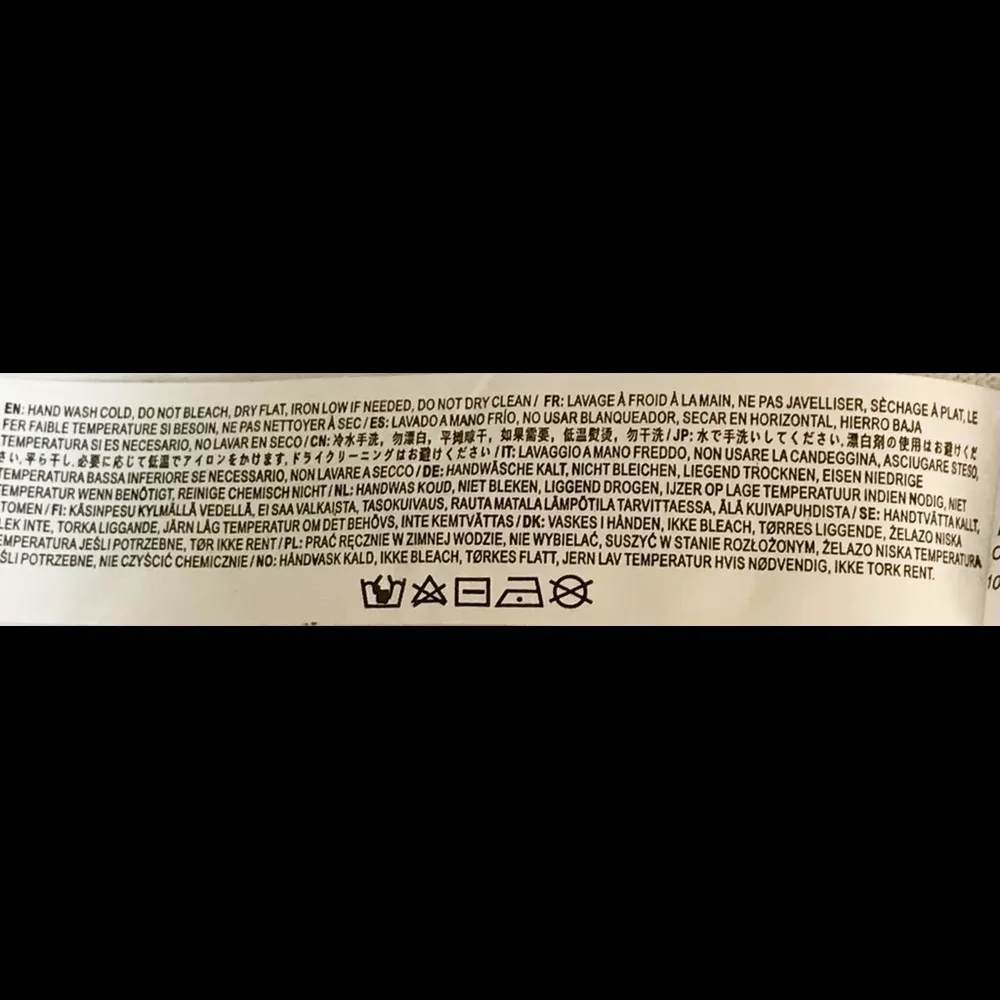 EN: HAND WASH COLD, DO NOT BLEACH, DRY FLAT, IRON LOW IF NEEDED, DO NOT DRY CLEAN / FR: LAVAGE À FROID À LA MAIN, NE PAS JAVELLISER, SÈCHAGE À PLAT, LE
FER FAIBLE TEMPERATURE SI BESOIN, NE PAS NETTOYER À SEC / ES: LAVADO A MANO FRÍO, NO USAR BLANQUEADOR, SECAR EN HORIZONTAL, HIERRO BAJA
TEMPERATURA SI ES NECESARIO, NO LAVAR EN SECO / CN: 冷水手洗，勿漂白，平摊晾干，如果需要，低温熨烫，勿干洗 / JP: 水で手洗いしてください, 漂白剤の使用はお避けくだ
さい, 平ら干し, 必要に応じて低温でアイロンをかけます, ドライクリーニングはお避けください / IT: LAVAGGIO A MANO FREDDO, NON USARE LA CANDEGGINA, ASCIUGARE STESO,
TEMPERATURA BASSA INFERIORE SE NECESSARIO, NON LAVARE A SECCO / DE: HANDWÄSCHE KALT, NICHT BLEICHEN, LIEGEND TROCKNEN, EISEN NIEDRIGE
TEMPERATUR WENN BENÖTIGT, REINIGE CHEMISCH NICHT / NL: HANDWAS KOUD, NIET BLEKEN, LIGGEND DROGEN, IJZER OP LAGE TEMPERATUUR INDIEN NODIG, NIET
TOMEN / FI: KÄSINPESU KYLMÄLLÄ VEDELLÄ, EI SAA VALKAISTA, TASOKUIVAUS, RAUTA MATALA LÄMPÖTILA TARVITTAESSA, ÄLÄ KUIVAPUHDISTA / SE: HANDTVÄTTA KALLT,
LEK INTE, TORKA LIGGANDE, JÄRN LÅG TEMPERATUR OM DET BEHÖVS, INTE KEMTVÄTTAS / DK: VASKES I HÅNDEN, IKKE BLEACH, TØRRES LIGGENDE, ŻELAZO NISKA
EMPERATURA JEŚLI POTRZEBNE, TØR IKKE RENT / PL: PRAĆ RĘCZNIE W ZIMNEJ WODZIE, NIE WYBIELAĆ, SUSZYĆ W STANIE ROZŁOŻONYM, ŻELAZO NISKA TEMPERATURA
ŚLI POTRZEBNE, NIE CZYŚCIĆ CHEMICZNIE / NO: HÅNDVASK KALD, IKKE BLEACH, TØRKES FLATT, JERN LAV TEMPERATUR HVIS NØDVENDIG, IKKE TORK RENT.